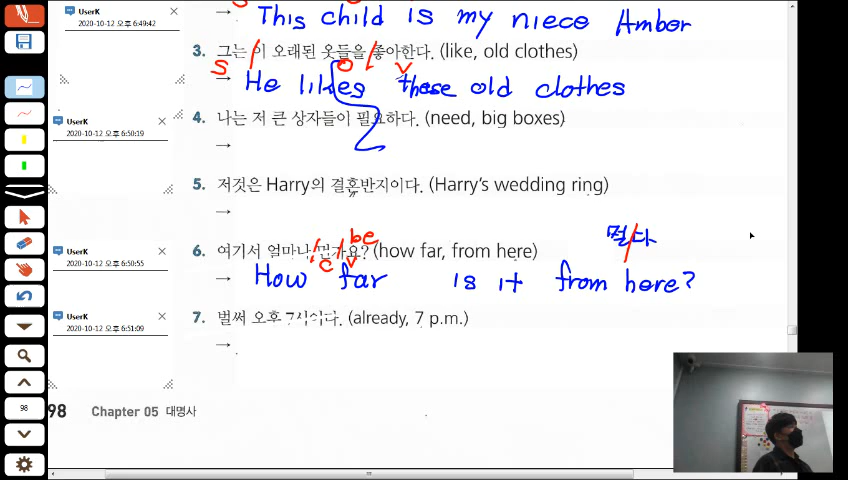 UserK
2020-10-12 오후 6:49:42
→ This child is my niece Amber
3. 그는 이 오래된 옷들을 좋아한다. (like, old clothes)
S O V
→ He likes these old clothes
UserK
2020-10-12 오후 6:50:19
4. 나는 저 큰 상자들이 필요하다. (need, big boxes)
→
5. 저것은 Harry의 결혼반지이다. (Harry's wedding ring)
→
be 멀다
UserK
2020-10-12 오후 6:50:55
6. 여기서 얼마나 먼가요? (how far, from here)
C V
→ How far is it from here?
UserK
2020-10-12 오후 6:51:09
7. 벌써 오후 7시이다. (already, 7 p.m.)
→
98
98 Chapter 05 대명사